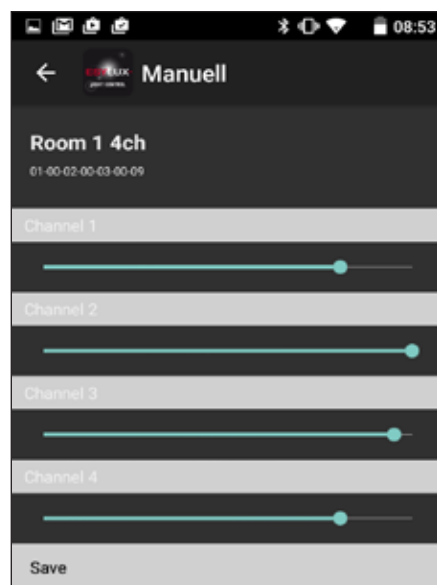 08:53
Manuell
Room 1 4ch
01-00-02-00-03-00-09
Channel 1
Channel 2
Channel 3
Channel 4
Save